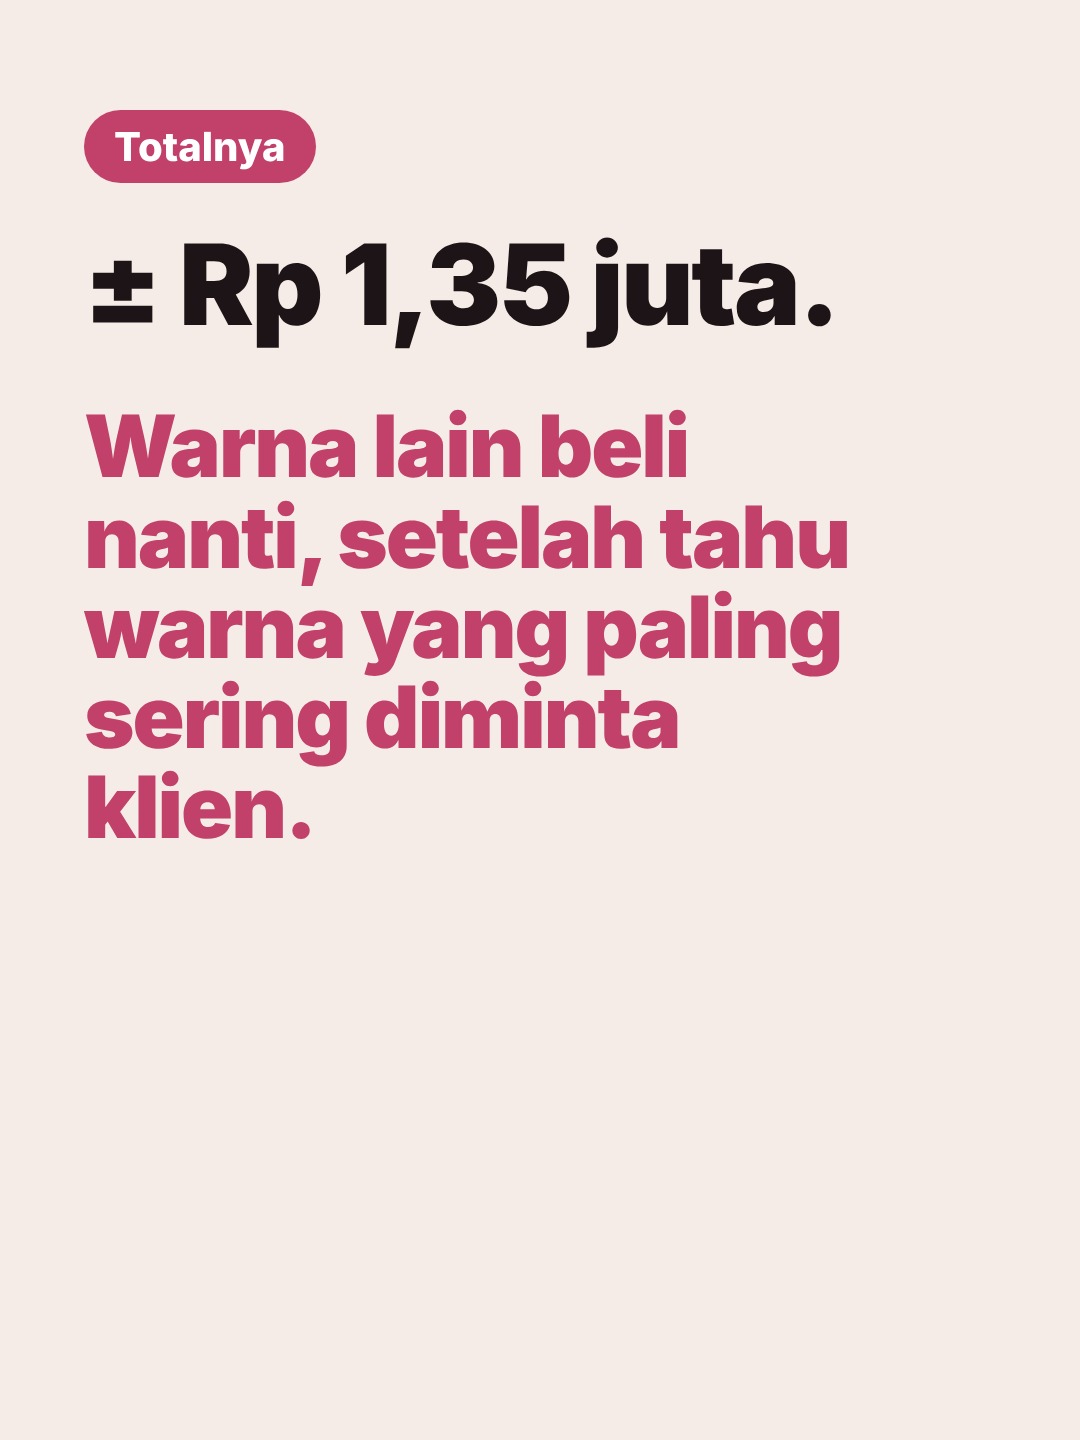 Totalnya
± Rp 1,35 juta.
Warna lain beli
nanti, setelah tahu
warna yang paling
sering diminta
klien.